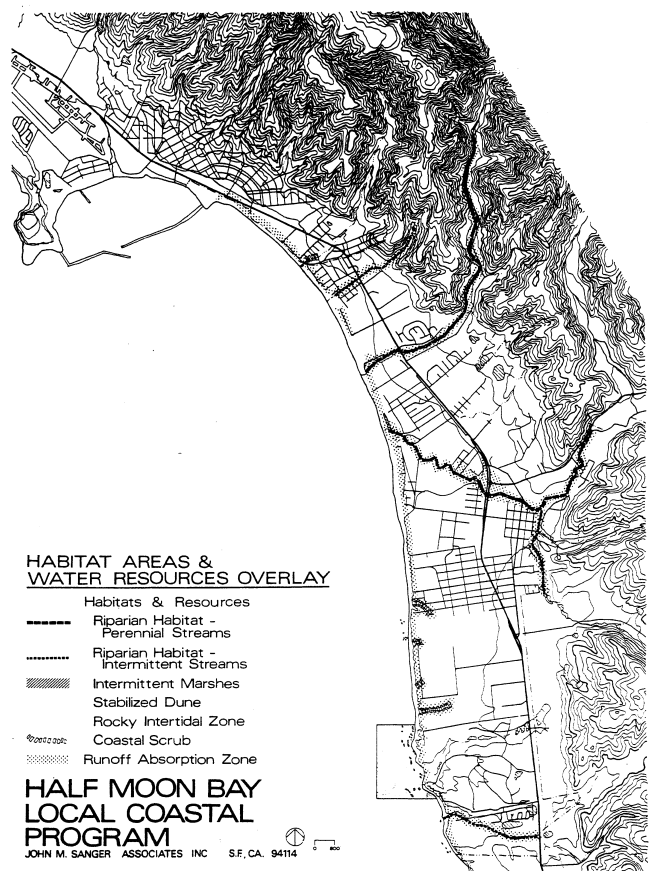 HABITAT AREAS &
WATER RESOURCES OVERLAY
Habitats & Resources
Riparian Habitat -
Perennial Streams
Riparian Habitat -
Intermittent Streams
Intermittent Marshes
Stabilized Dune
Rocky Intertidal Zone
Coastal Scrub
Runoff Absorption Zone
HALF MOON BAY
LOCAL COASTAL
PROGRAM
JOHN M. SANGER ASSOCIATES INC S.F., CA. 94114
0 800